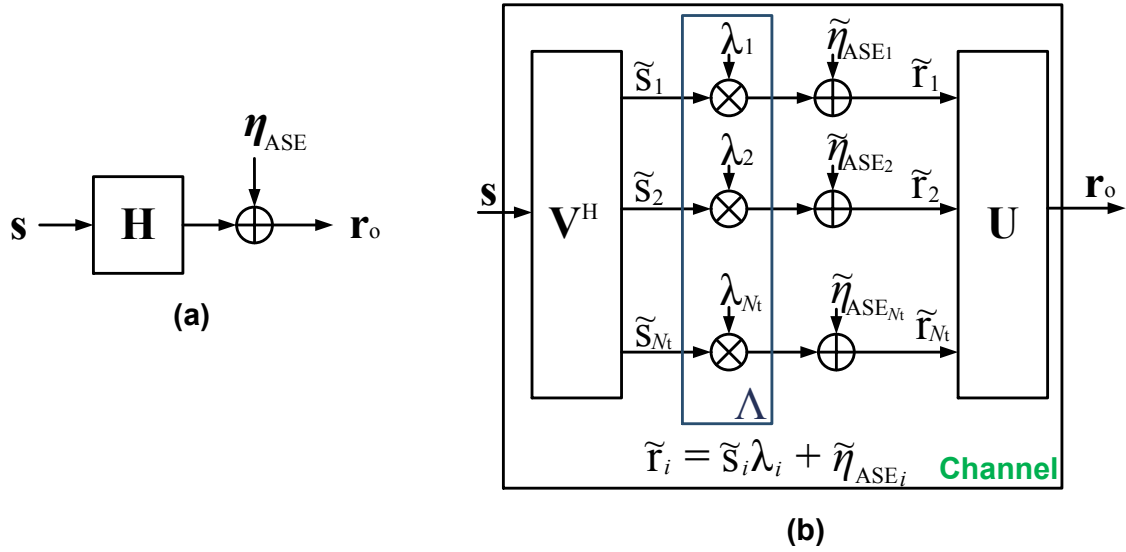 η_ASE
s H r_o
(a)
λ_1 η̃_ASE1
s̃_1 r̃_1
λ_2 η̃_ASE2
s̃_2 r̃_2
s V^H U r_o
λ_Nt η̃_ASE_Nt
s̃_Nt r̃_Nt
Λ
r̃_i = s̃_i λ_i + η̃_ASE_i
Channel
(b)